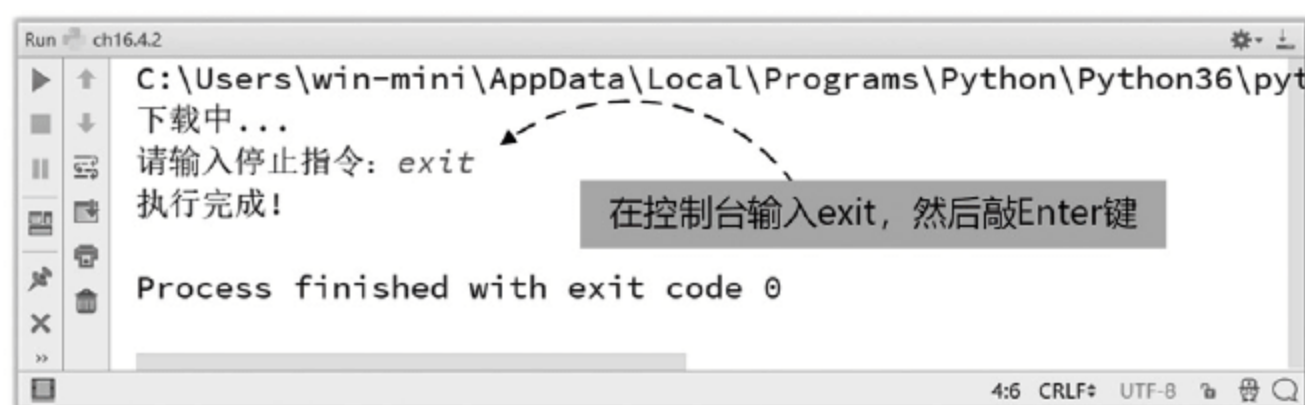 Run ch16.4.2
C:\Users\win-mini\AppData\Local\Programs\Python\Python36\pyt
下载中...
请输入停止指令：exit
执行完成！
在控制台输入exit，然后敲Enter键
Process finished with exit code 0
4:6 CRLF UTF-8